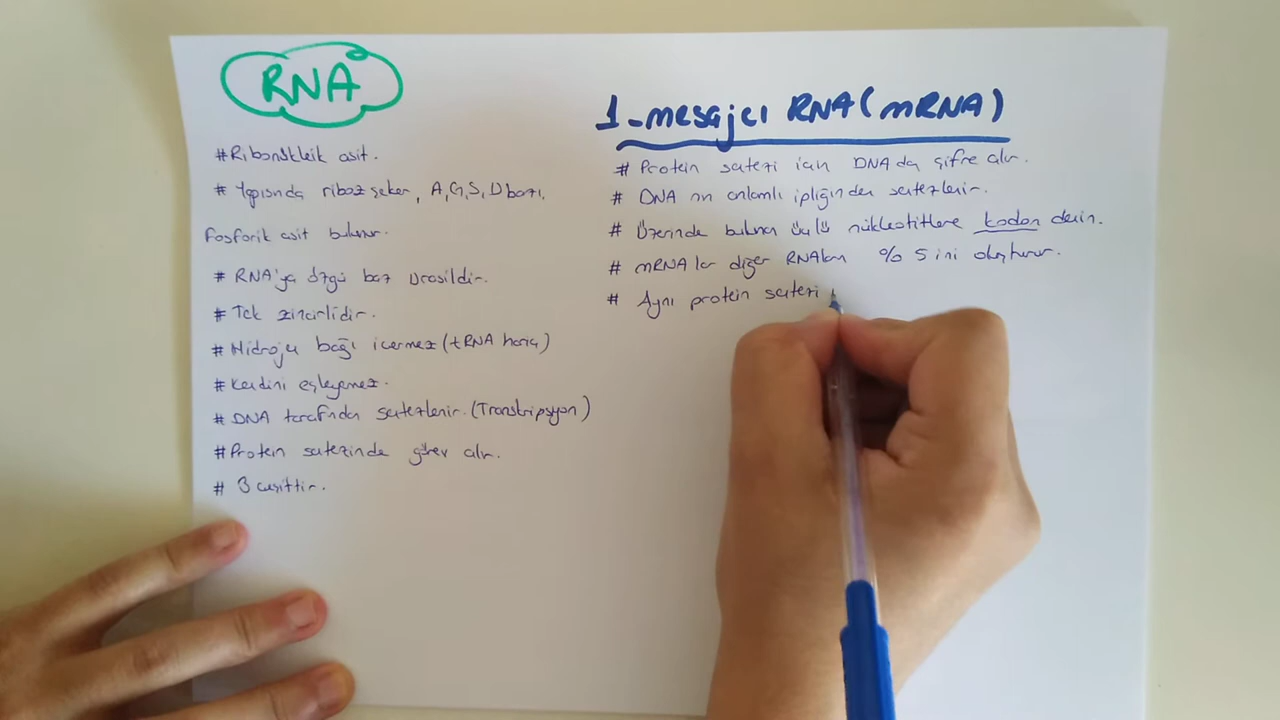 RNA
#Ribonükleik asit.
# Yapısında riboz şeker, A,G,S,U bazı,
fosforik asit bulunur.
# RNA'ya özgü baz Urasildir.
# Tek zincirlidir.
# Hidrojen bağı içermez (tRNA hariç)
# Kendini eşleyemez.
# DNA tarafından sentezlenir. (Transkripsyon)
#Protein sentezinde görev alır.
# 3 çeşittir.
1-mesajcı RNA(mRNA)
# Protein sentezi için DNA'da şifre alır.
# DNA nın anlamlı ipliğinden sentezlenir.
# Üzerinde bulunan üçlü nükleotitlere kodon denir.
# mRNA lar diğer RNAların % 5 ini oluşturur.
# Aynı protein sentezi